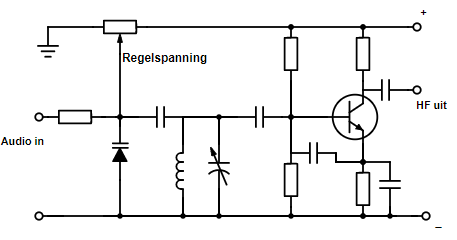 +
Regelspanning
HF uit
Audio in
−